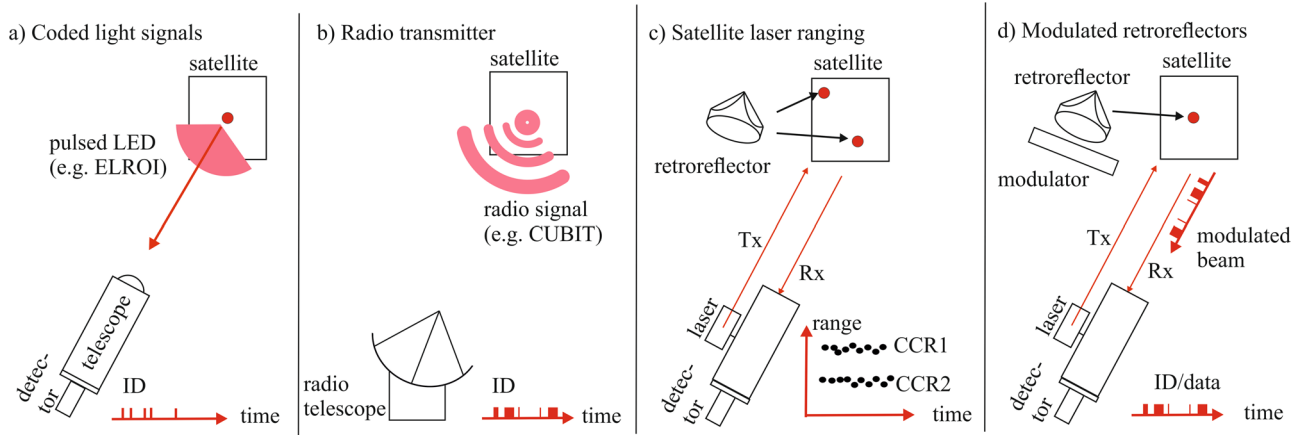 a) Coded light signals
satellite
pulsed LED
(e.g. ELROI)
telescope
detec-
tor
ID
time
b) Radio transmitter
satellite
radio signal
(e.g. CUBIT)
radio
telescope
ID
time
c) Satellite laser ranging
satellite
retroreflector
Tx
Rx
laser
detec-
tor
range
CCR1
CCR2
time
d) Modulated retroreflectors
satellite
retroreflector
modulator
Tx
Rx
modulated
beam
laser
detec-
tor
ID/data
time